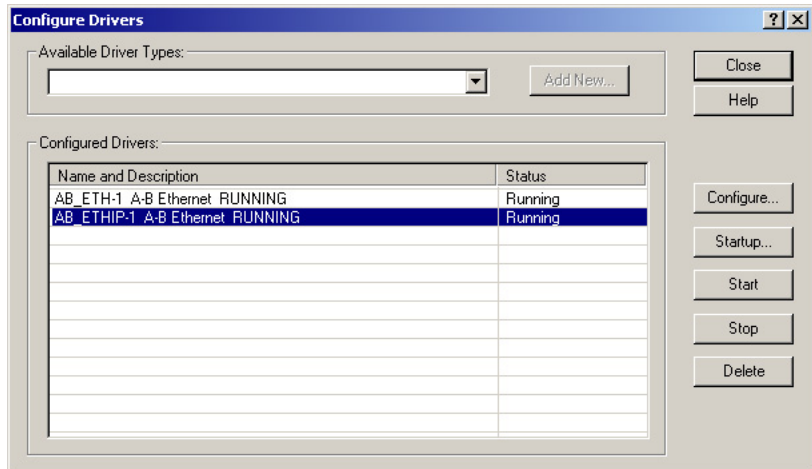 Configure Drivers
Available Driver Types:
Add New...
Close
Help
Configured Drivers:
Name and Description Status
AB_ETH-1 A-B Ethernet RUNNING Running
AB_ETHIP-1 A-B Ethernet RUNNING Running
Configure...
Startup...
Start
Stop
Delete